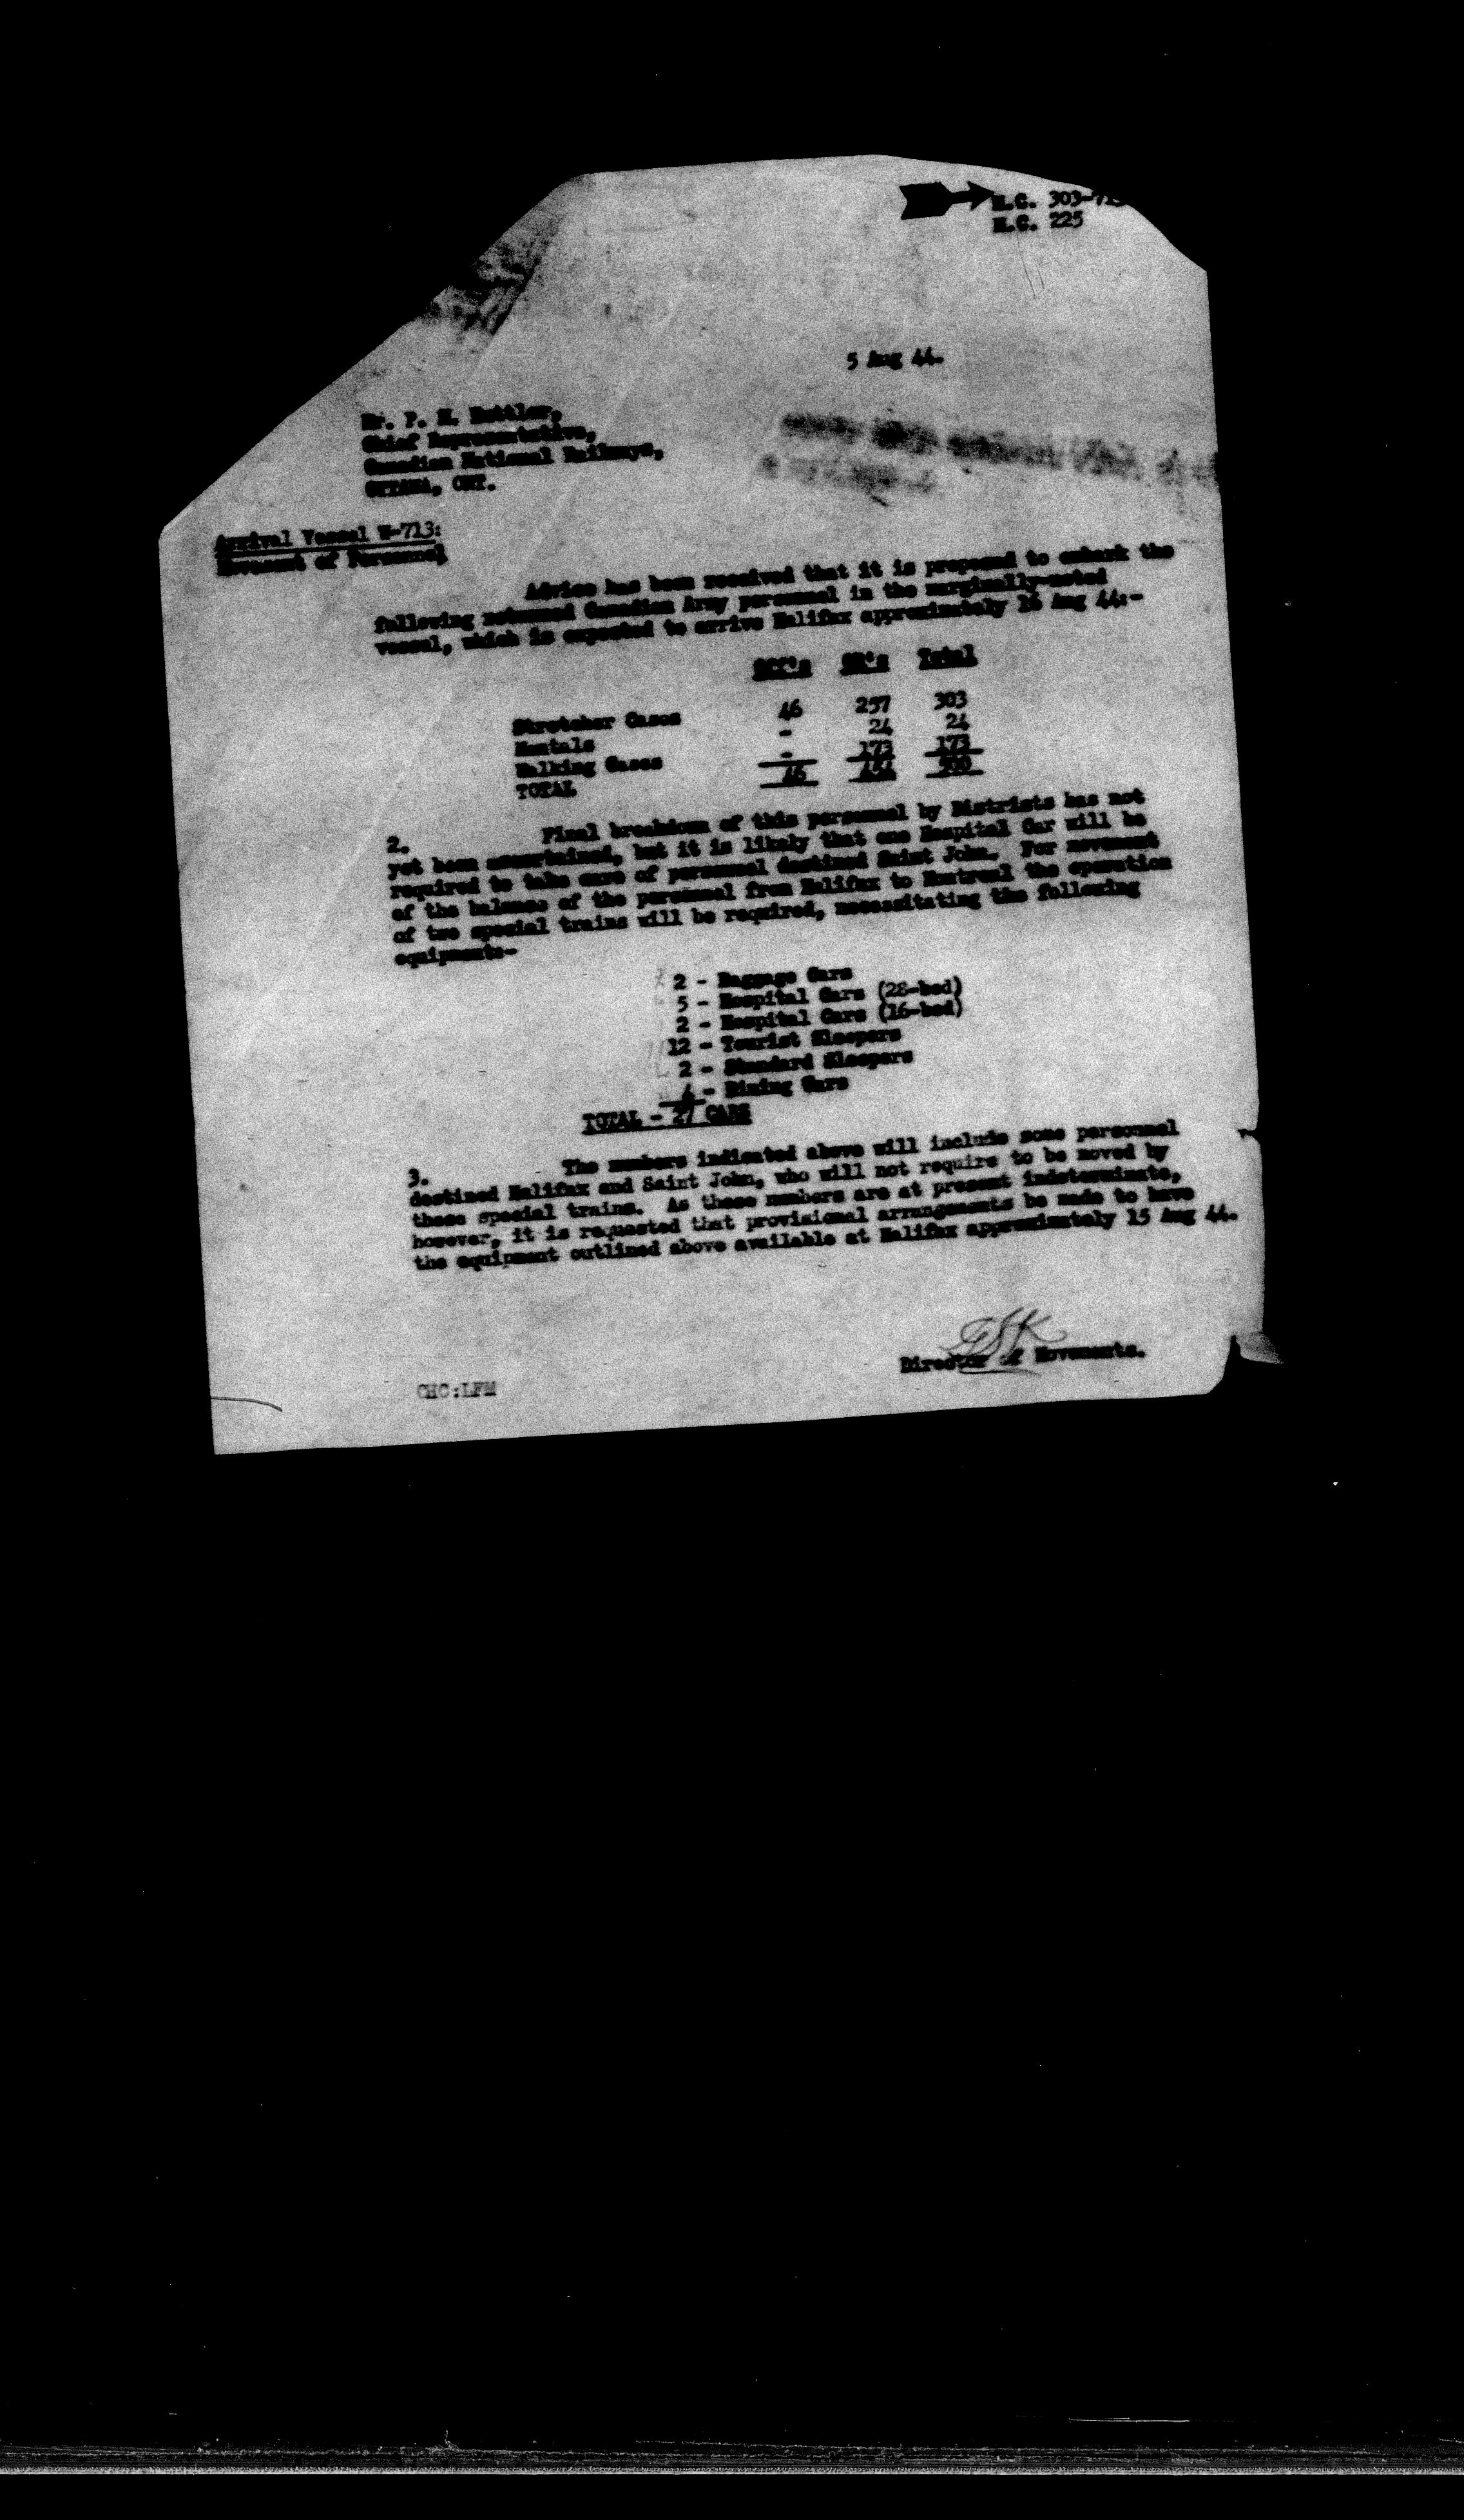 H.C. 303-713
H.C. 225
5 Aug 44.
Mr. P. H.
Chief Representative,
Canadian National Railways,
OTTAWA, ONT.
Arrival Vessel W-713:
Movement of Personnel
Advice has been received that it is proposed to embark the
following returned Canadian Army personnel in the marginally-noted
vessel, which is expected to arrive Halifax approximately 16 Aug 44:-
OCF's OR's Total
Stretcher Cases 46 257 303
Mentals - 24 24
Walking Cases - 173 173
TOTAL 46 454 500
2. Final breakdown of this personnel by Districts has not
yet been ascertained, but it is likely that one Hospital Car will be
required to take care of personnel destined Saint John. For movement
of the balance of the personnel from Halifax to Montreal the operation
of two special trains will be required, necessitating the following
equipment:-
2 - Baggage Cars
5 - Hospital Cars (28-bed)
2 - Hospital Cars (16-bed)
12 - Tourist Sleepers
2 - Standard Sleepers
4 - Dining Cars
TOTAL - 27 CARS
3. The numbers indicated above will include some personnel
destined Halifax and Saint John, who will not require to be moved by
these special trains. As these numbers are at present indeterminate,
however, it is requested that provisional arrangements be made to have
the equipment outlined above available at Halifax approximately 15 Aug 44.
Director of Movements.
CHC:LFM